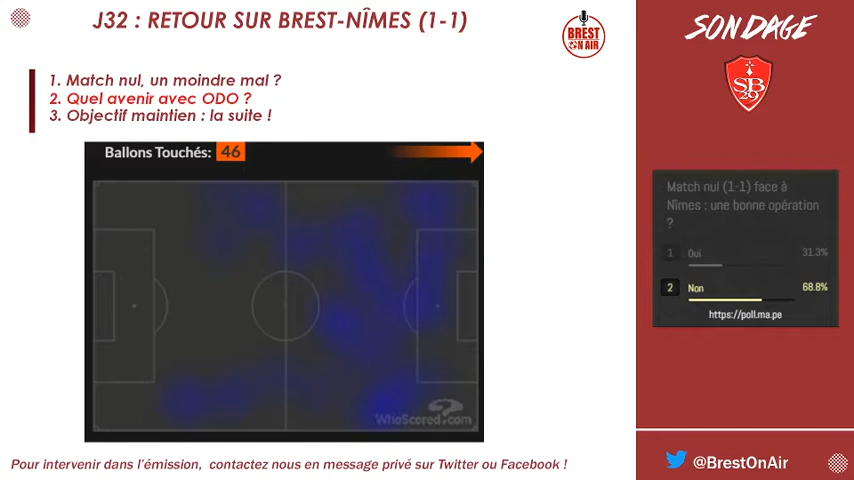 J32 : RETOUR SUR BREST-NÎMES (1-1)
BREST
ON AIR
SONDAGE
SB
29
1. Match nul, un moindre mal ?
2. Quel avenir avec ODO ?
3. Objectif maintien : la suite !
Ballons Touchés: 46
WhoScored.com
Match nul (1-1) face à
Nîmes : une bonne opération
?
1 Oui 31.3%
2 Non 68.8%
https://poll.ma.pe
Pour intervenir dans l'émission, contactez nous en message privé sur Twitter ou Facebook !
@BrestOnAir